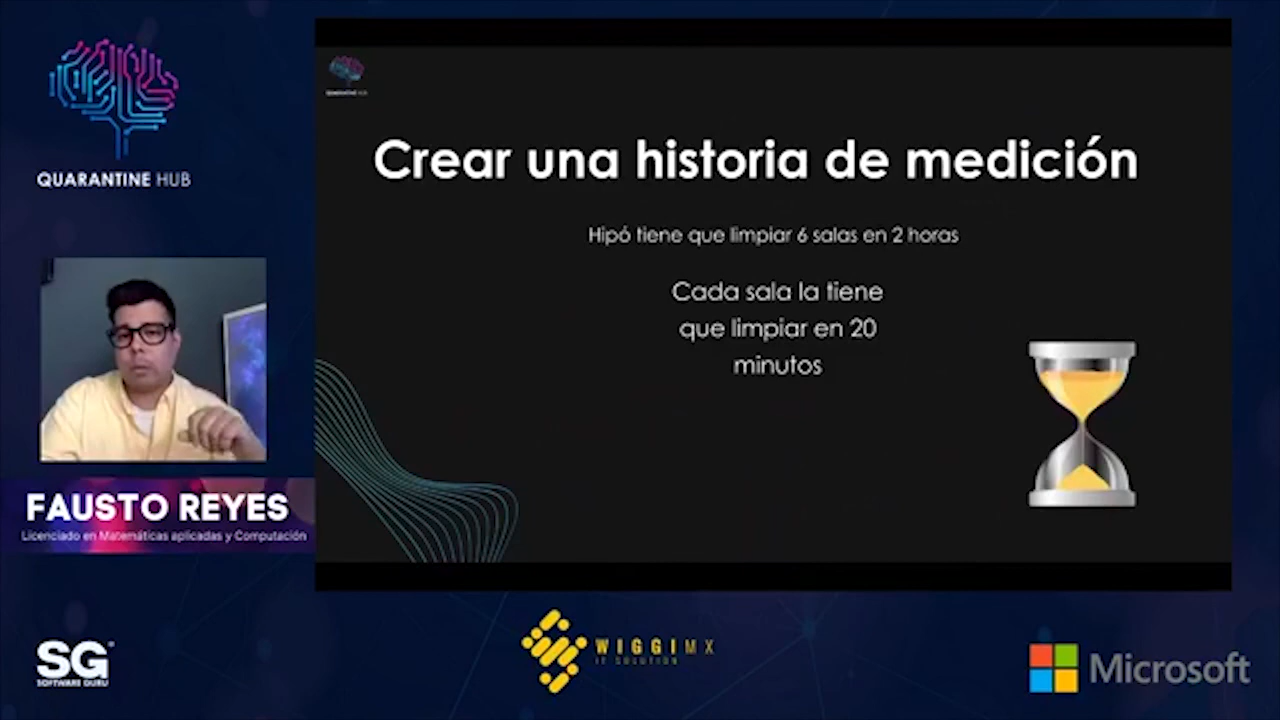 QUARANTINE HUB
QUARANTINE HUB
Crear una historia de medición
Hipó tiene que limpiar 6 salas en 2 horas
Cada sala la tiene
que limpiar en 20
minutos
FAUSTO REYES
Licenciado en Matemáticas aplicadas y Computación
SG
SOFTWARE GURU
WIGGI MX
IT SOLUTION
Microsoft